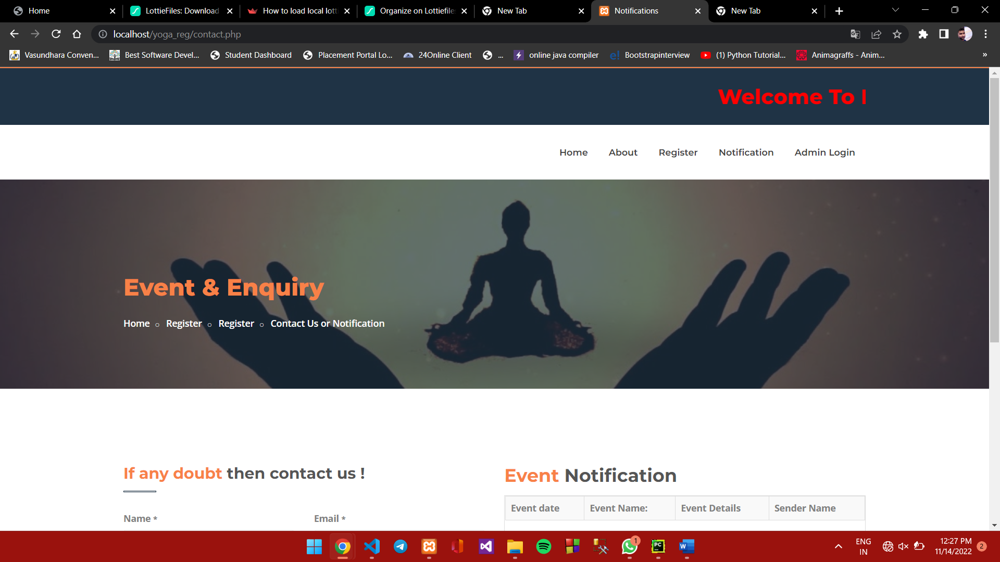 Home
LottieFiles: Download
How to load local lotti
Organize on Lottiefiles
New Tab
Notifications
New Tab
localhost/yoga_reg/contact.php
Vasundhara Conven...
Best Software Devel...
Student Dashboard
Placement Portal Lo...
24Online Client
...
online java compiler
e! Bootstrapinterview
(1) Python Tutorial...
Animagraffs - Anim...
»
Welcome To
Home About Register Notification Admin Login
Event & Enquiry
Home Register Register Contact Us or Notification
If any doubt then contact us !
Name *
Email *
Event Notification
Event date Event Name: Event Details Sender Name
1
PC
W
ENG
IN
12:27 PM
11/14/2022
2